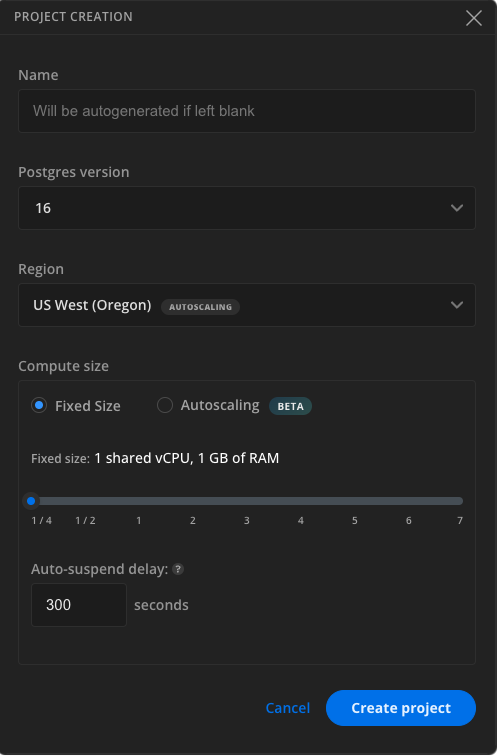 PROJECT CREATION
Name
Will be autogenerated if left blank
Postgres version
16
Region
US West (Oregon) AUTOSCALING
Compute size
Fixed Size Autoscaling BETA
Fixed size: 1 shared vCPU, 1 GB of RAM
1 / 4 1 / 2 1 2 3 4 5 6 7
Auto-suspend delay: ?
300 seconds
Cancel Create project